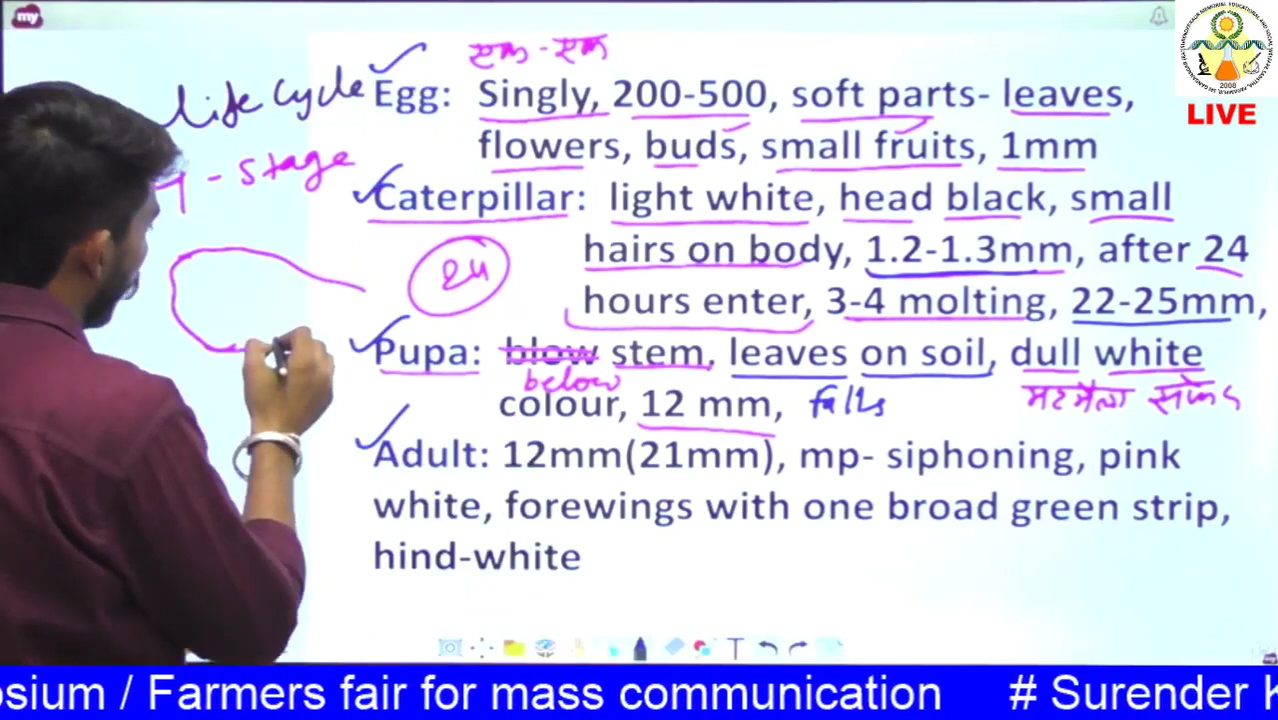 my
एक - एक
life cycle Egg: Singly, 200-500, soft parts- leaves,
flowers, buds, small fruits, 1mm
4 - stage
Caterpillar: light white, head black, small
hairs on body, 1.2-1.3mm, after 24
24
hours enter, 3-4 molting, 22-25mm,
Pupa: blow stem, leaves on soil, dull white
below
colour, 12 mm, falls
मटमैला सफेद
Adult: 12mm(21mm), mp- siphoning, pink
white, forewings with one broad green strip,
hind-white
2008
LIVE
osium / Farmers fair for mass communication # Surender K